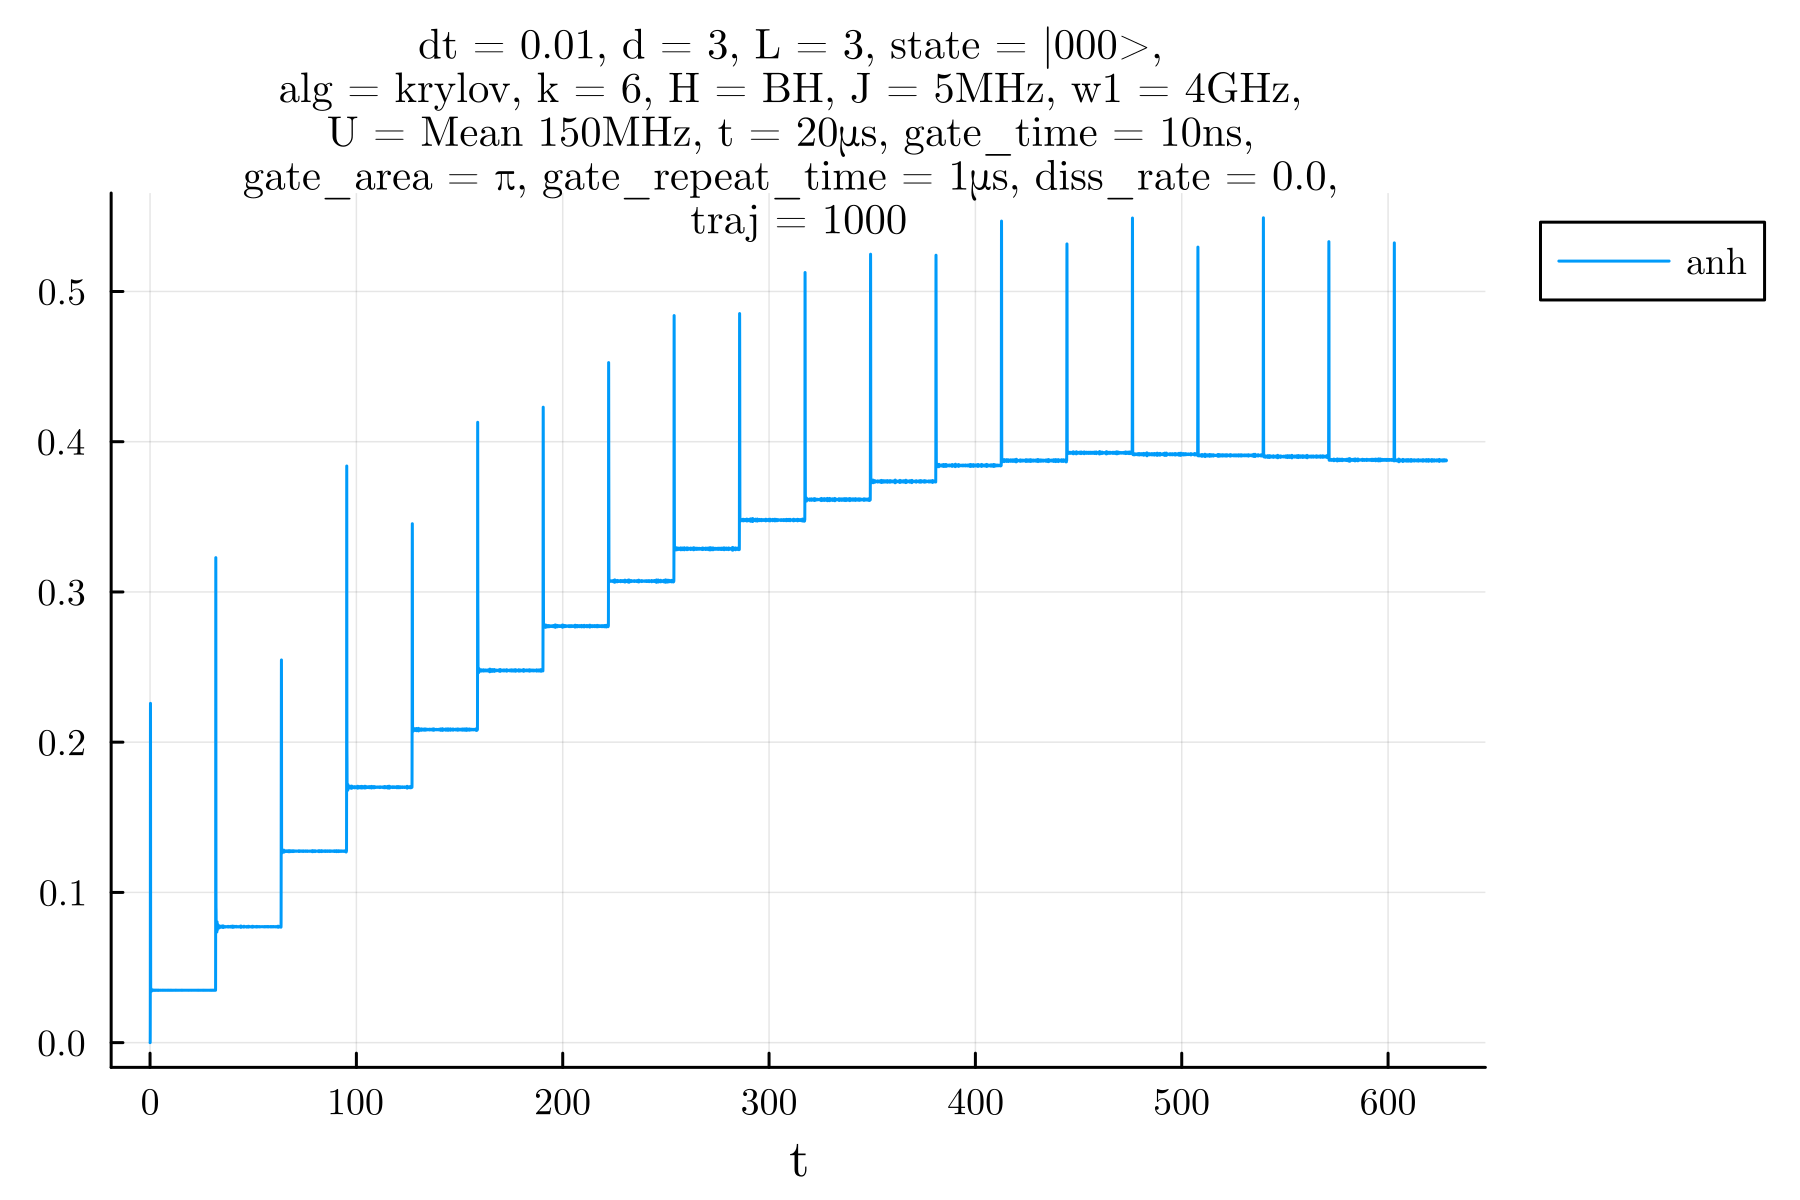 dt = 0.01, d = 3, L = 3, state = |000>,
alg = krylov, k = 6, H = BH, J = 5MHz, w1 = 4GHz,
U = Mean 150MHz, t = 20μs, gate_time = 10ns,
gate_area = π, gate_repeat_time = 1μs, diss_rate = 0.0,
traj = 1000
anh
0.5
0.4
0.3
0.2
0.1
0.0
0 100 200 300 400 500 600
t